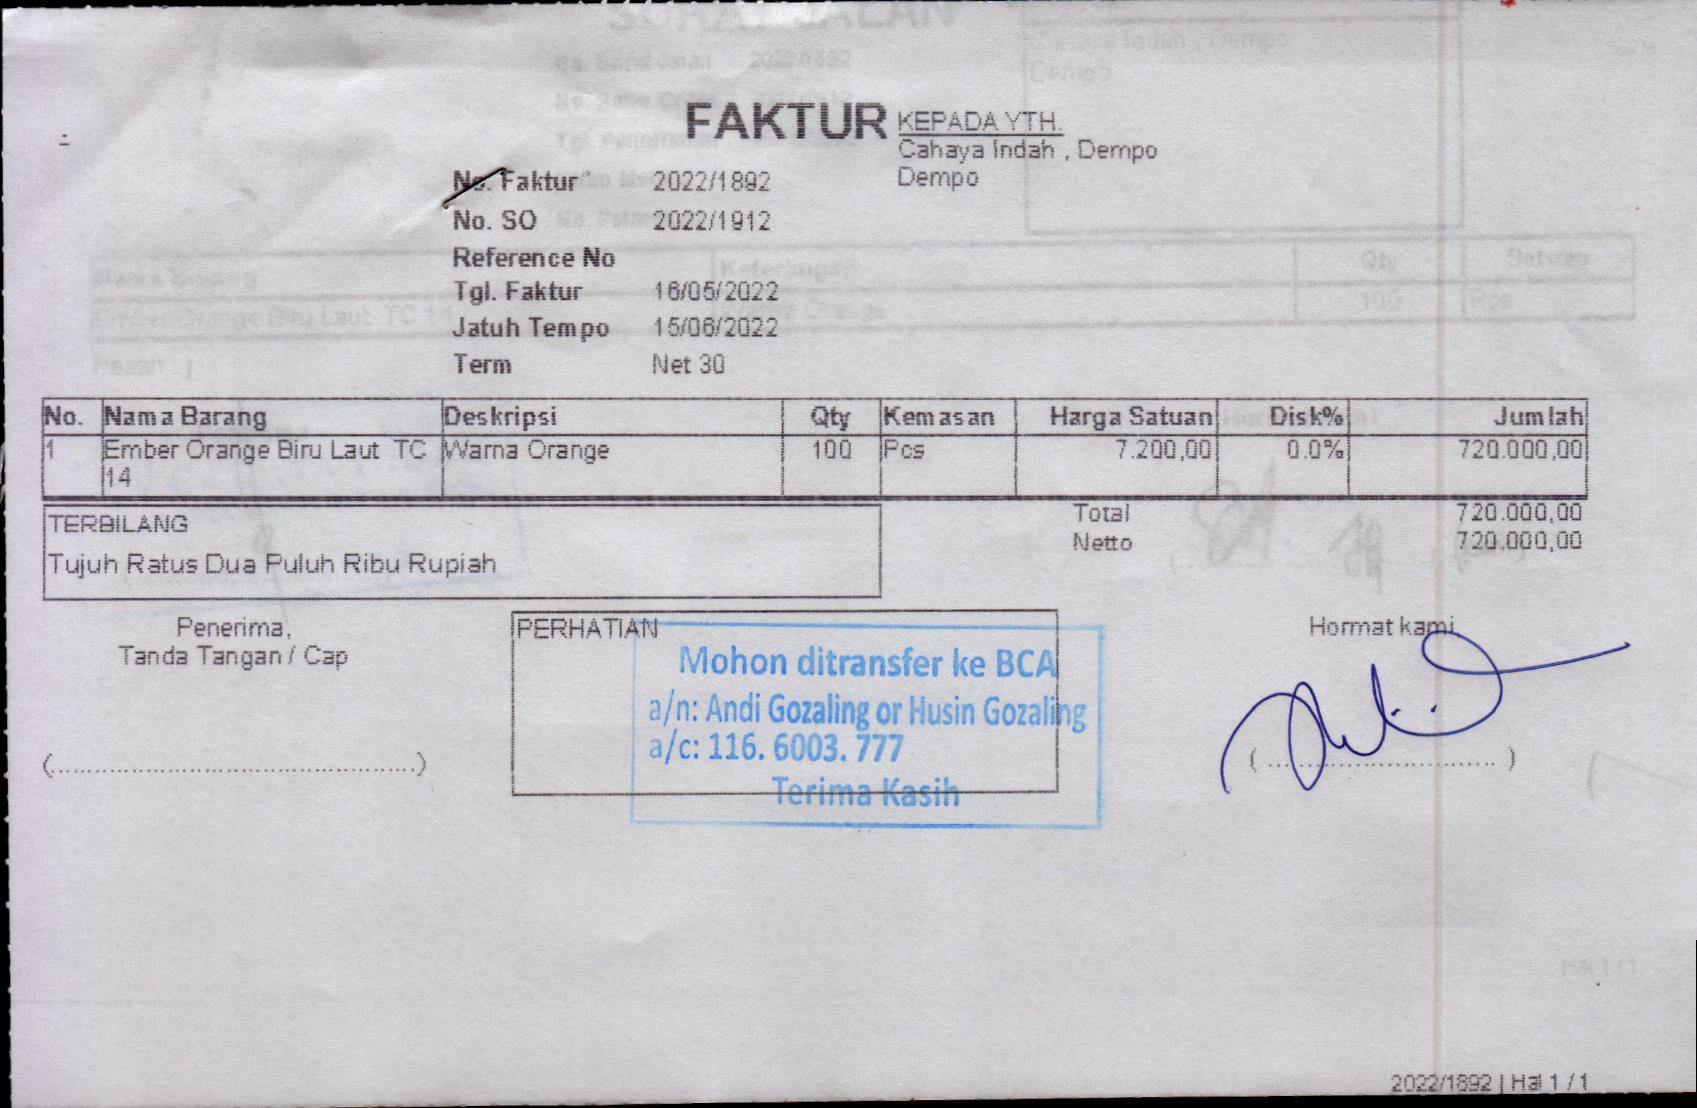 FAKTUR
KEPADA YTH.
Cahaya Indah , Dempo
Dempo
No. Faktur 2022/1892
No. SO 2022/1912
Reference No
Tgl. Faktur 16/05/2022
Jatuh Tempo 15/06/2022
Term Net 30
No. Nama Barang Deskripsi Qty Kemasan Harga Satuan Disk% Jumlah
1 Ember Orange Biru Laut TC 14 Warna Orange 100 Pcs 7.200,00 0.0% 720.000,00
Total 720.000,00
Netto 720.000,00
TERBILANG
Tujuh Ratus Dua Puluh Ribu Rupiah
Penerima,
Tanda Tangan / Cap
(..............................................)
PERHATIAN
Mohon ditransfer ke BCA
a/n: Andi Gozaling or Husin Gozaling
a/c: 116. 6003. 777
Terima Kasih
Hormat kami
( ............................. )
2022/1892 | Hal 1 / 1